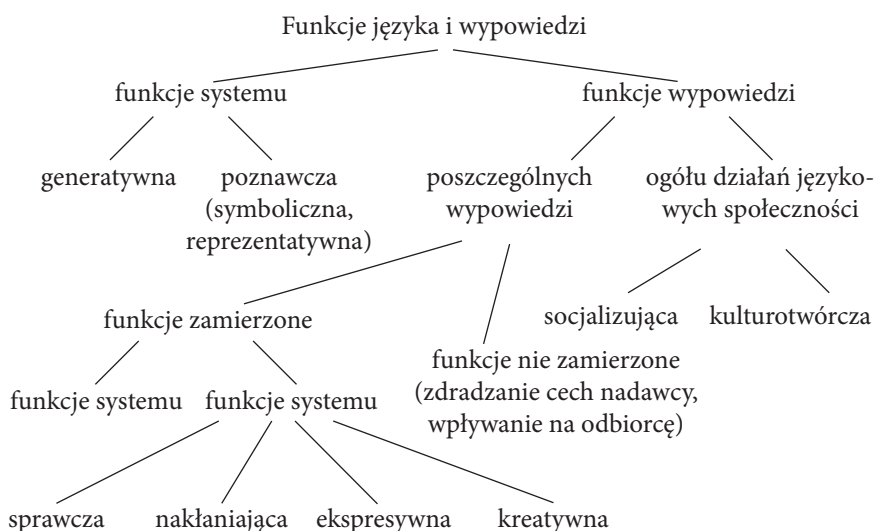 Funkcje języka i wypowiedzi
funkcje systemu
funkcje wypowiedzi
generatywna
poznawcza
(symboliczna,
reprezentatywna)
poszczególnych
wypowiedzi
ogółu działań języko-
wych społeczności
funkcje zamierzone
funkcje nie zamierzone
(zdradzanie cech nadawcy,
wpływanie na odbiorcę)
socjalizująca
kulturotwórcza
funkcje systemu
funkcje systemu
sprawcza
nakłaniająca
ekspresywna
kreatywna